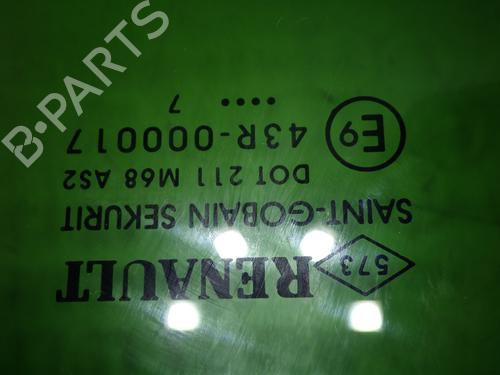 573 RENAULT
SAINT-GOBAIN SEKURIT
DOT 211 M68 AS2
E9 43R-000017
7 ....
B-PARTS